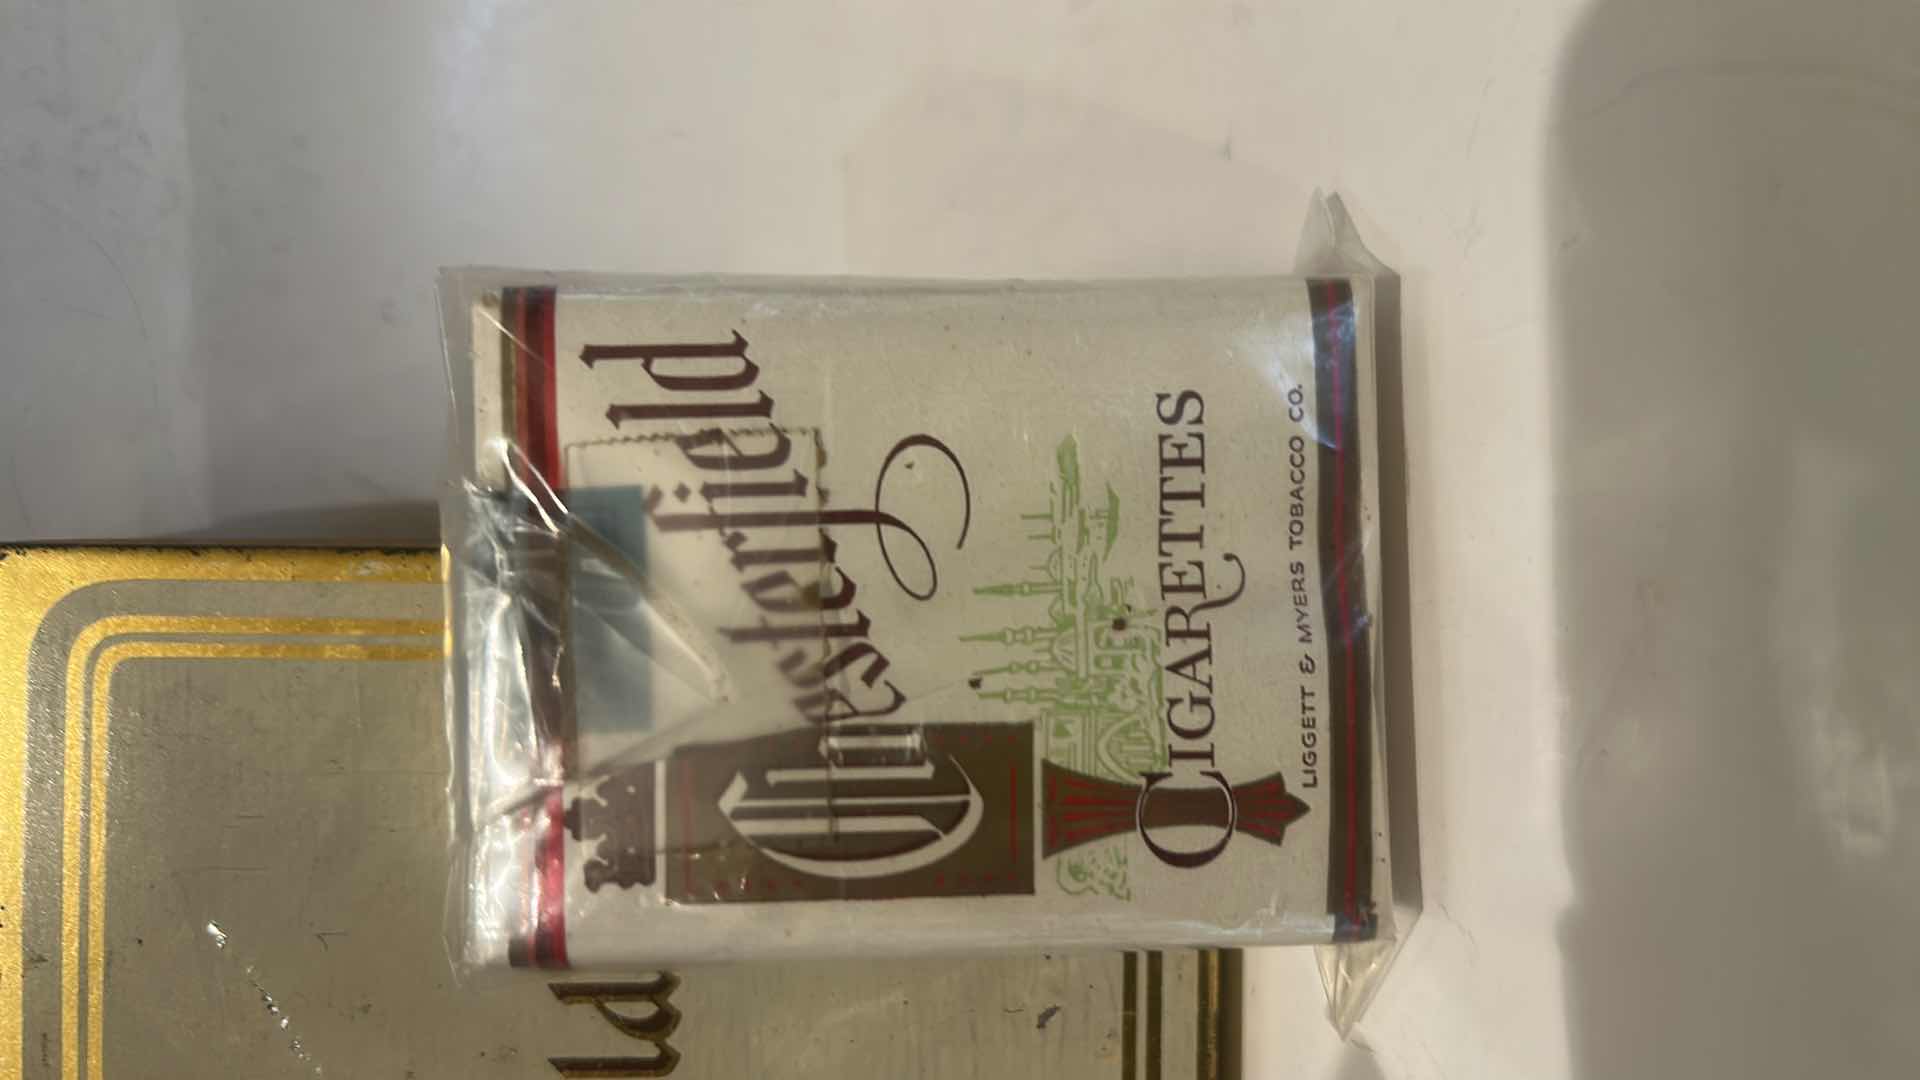 Chesterfield
CIGARETTES
LIGGETT & MYERS TOBACCO CO.